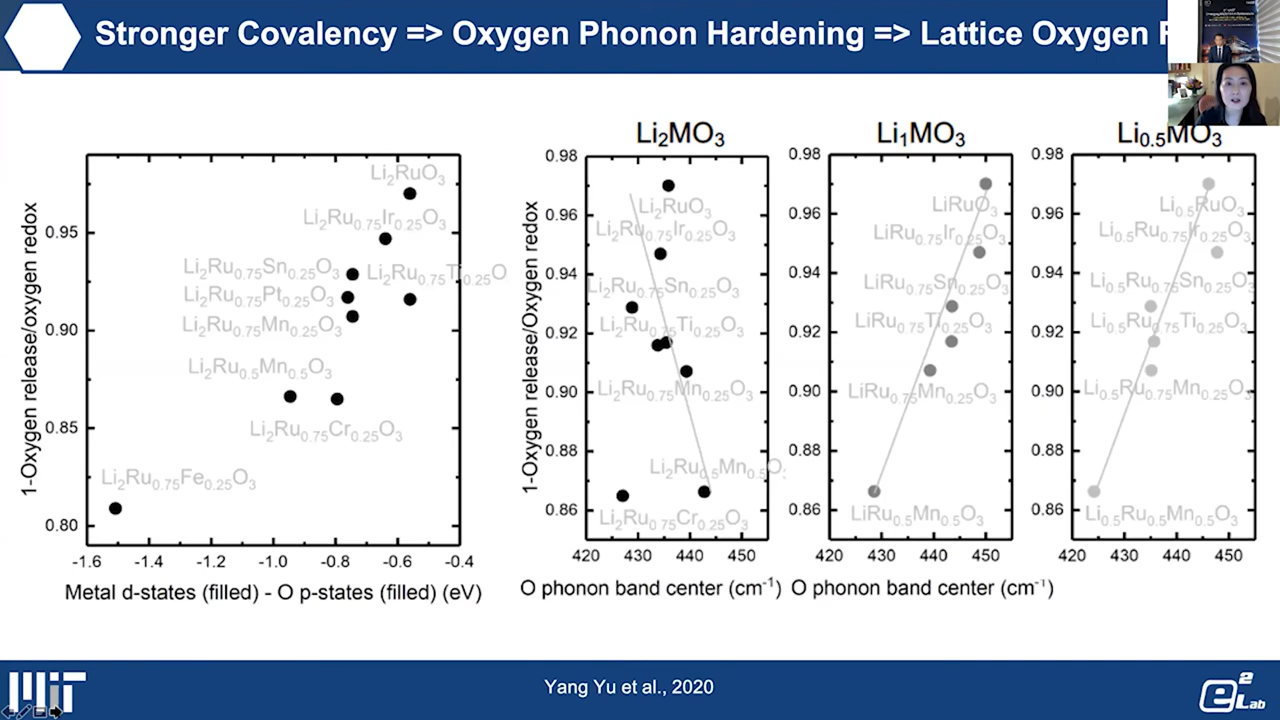 Stronger Covalency => Oxygen Phonon Hardening => Lattice Oxygen
Li₂RuO₃
Li₂Ru₀.₇₅Ir₀.₂₅O₃
Li₂Ru₀.₇₅Sn₀.₂₅O₃
Li₂Ru₀.₇₅Ti₀.₂₅O
Li₂Ru₀.₇₅Pt₀.₂₅O₃
Li₂Ru₀.₇₅Mn₀.₂₅O₃
Li₂Ru₀.₅Mn₀.₅O₃
Li₂Ru₀.₇₅Cr₀.₂₅O₃
Li₂Ru₀.₇₅Fe₀.₂₅O₃
1-Oxygen release/oxygen redox
0.95
0.90
0.85
0.80
-1.6 -1.4 -1.2 -1.0 -0.8 -0.6 -0.4
Metal d-states (filled) - O p-states (filled) (eV)
Li₂MO₃
1-Oxygen release/Oxygen redox
0.98
0.96
0.94
0.92
0.90
0.88
0.86
Li₂RuO₃
Li₂Ru₀.₇₅Ir₀.₂₅O₃
Li₂Ru₀.₇₅Sn₀.₂₅O₃
Li₂Ru₀.₇₅Ti₀.₂₅O₃
Li₂Ru₀.₇₅Mn₀.₂₅O₃
Li₂Ru₀.₅Mn₀.₅O₃
Li₂Ru₀.₇₅Cr₀.₂₅O₃
420 430 440 450
O phonon band center (cm⁻¹)
Li₁MO₃
0.98
0.96
0.94
0.92
0.90
0.88
0.86
LiRuO₃
LiRu₀.₇₅Ir₀.₂₅O₃
LiRu₀.₇₅Sn₀.₂₅O₃
LiRu₀.₇₅Ti₀.₂₅O₃
LiRu₀.₇₅Mn₀.₂₅O₃
LiRu₀.₅Mn₀.₅O₃
420 430 440 450
O phonon band center (cm⁻¹)
Li₀.₅MO₃
0.98
0.96
0.94
0.92
0.90
0.88
0.86
Li₀.₅RuO₃
Li₀.₅Ru₀.₇₅Ir₀.₂₅O₃
Li₀.₅Ru₀.₇₅Sn₀.₂₅O₃
Li₀.₅Ru₀.₇₅Ti₀.₂₅O₃
Li₀.₅Ru₀.₇₅Mn₀.₂₅O₃
Li₀.₅Ru₀.₅Mn₀.₅O₃
420 430 440 450
MIT
Yang Yu et al., 2020
e² Lab